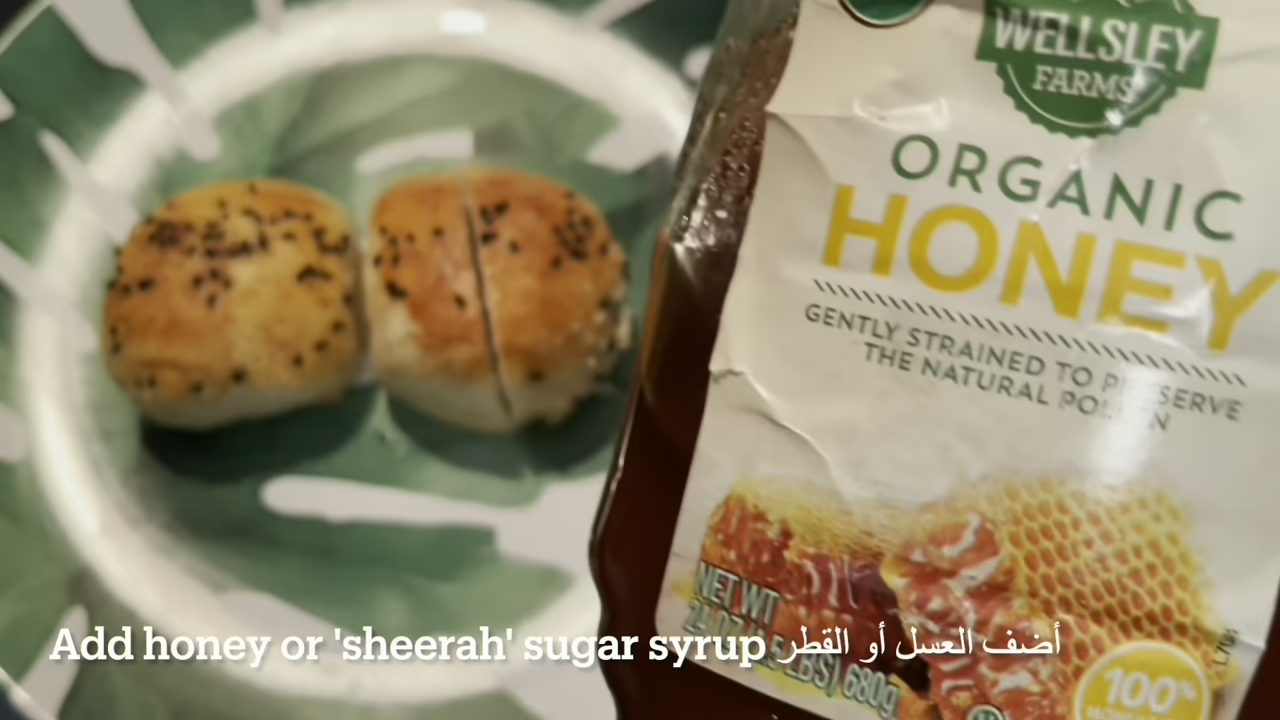 WELLSLEY
FARMS
ORGANIC
HONEY
GENTLY STRAINED TO PRESERVE
THE NATURAL POLLEN
NET WT
680g
100%
Add honey or 'sheerah' sugar syrup أضف العسل أو القطر